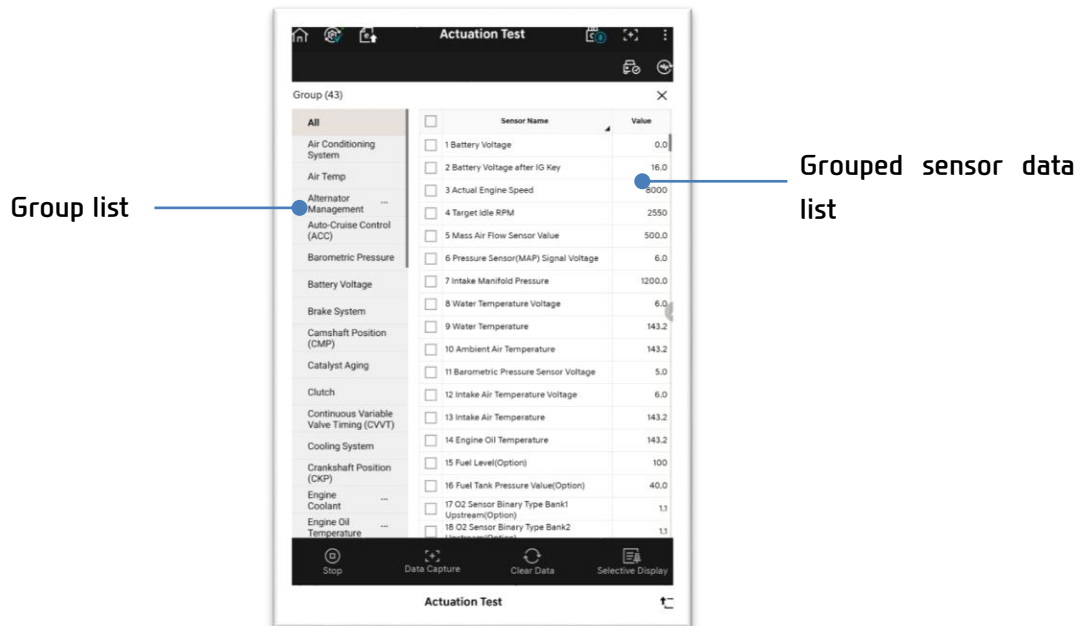 Actuation Test
Group (43)
All
Air Conditioning
System
Air Temp
Alternator ...
Management
Auto-Cruise Control
(ACC)
Barometric Pressure
Battery Voltage
Brake System
Camshaft Position
(CMP)
Catalyst Aging
Clutch
Continuous Variable
Valve Timing (CVVT)
Cooling System
Crankshaft Position
(CKP)
Engine ...
Coolant
Engine Oil ...
Temperature
Sensor Name Value
1 Battery Voltage 0.0
2 Battery Voltage after IG Key 16.0
3 Actual Engine Speed 8000
4 Target Idle RPM 2550
5 Mass Air Flow Sensor Value 500.0
6 Pressure Sensor(MAP) Signal Voltage 6.0
7 Intake Manifold Pressure 1200.0
8 Water Temperature Voltage 6.0
9 Water Temperature 143.2
10 Ambient Air Temperature 143.2
11 Barometric Pressure Sensor Voltage 5.0
12 Intake Air Temperature Voltage 6.0
13 Intake Air Temperature 143.2
14 Engine Oil Temperature 143.2
15 Fuel Level(Option) 100
16 Fuel Tank Pressure Value(Option) 40.0
17 O2 Sensor Binary Type Bank1
Upstream(Option) 1.1
18 O2 Sensor Binary Type Bank2 1.1
Stop Data Capture Clear Data Selective Display
Actuation Test
Group list
Grouped sensor data
list